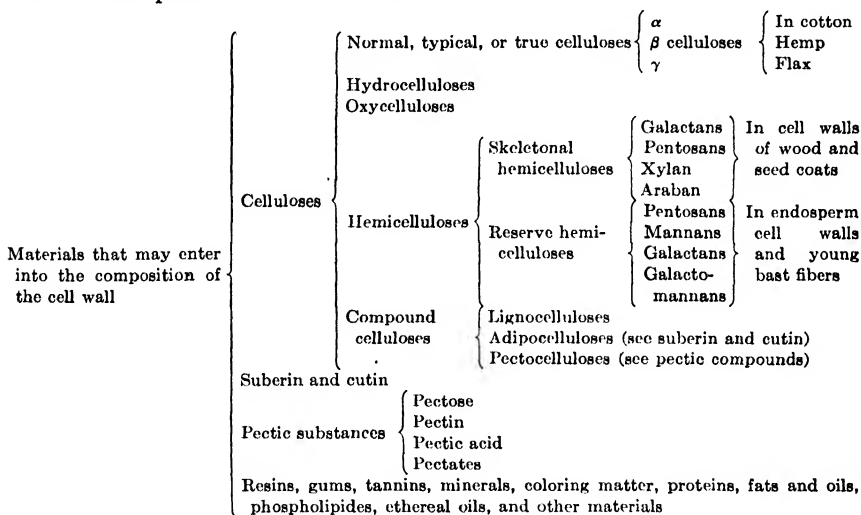 Normal, typical, or true celluloses α β celluloses γ In cotton Hemp Flax
Hydrocelluloses
Oxycelluloses
Celluloses
Hemicelluloses
Skeletonal
hemicelluloses
Galactans
Pentosans
Xylan
Araban
In cell walls
of wood and
seed coats
Reserve hemi-
celluloses
Pentosans
Mannans
Galactans
Galacto-
mannans
In endosperm
cell walls
and young
bast fibers
Materials that may enter
into the composition of
the cell wall
Compound
celluloses
Lignocelluloses
Adipocelluloses (see suberin and cutin)
Pectocelluloses (see pectic compounds)
Suberin and cutin
Pectic substances
Pectose
Pectin
Pectic acid
Pectates
Resins, gums, tannins, minerals, coloring matter, proteins, fats and oils,
phospholipides, ethereal oils, and other materials